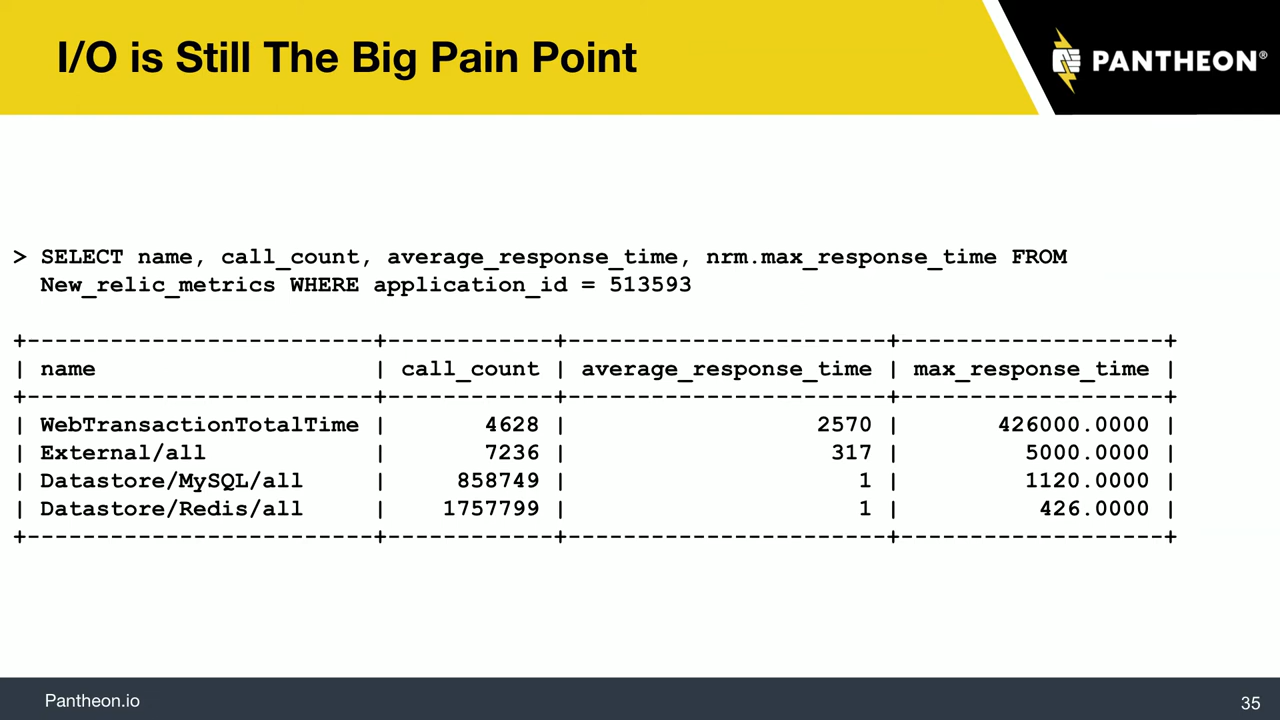 I/O is Still The Big Pain Point
PANTHEON®
> SELECT name, call_count, average_response_time, nrm.max_response_time FROM
New_relic_metrics WHERE application_id = 513593
+-------------------------+------------+-----------------------+-------------------+
| name | call_count | average_response_time | max_response_time |
+-------------------------+------------+-----------------------+-------------------+
| WebTransactionTotalTime | 4628 | 2570 | 426000.0000 |
| External/all | 7236 | 317 | 5000.0000 |
| Datastore/MySQL/all | 858749 | 1 | 1120.0000 |
| Datastore/Redis/all | 1757799 | 1 | 426.0000 |
+-------------------------+------------+-----------------------+-------------------+
Pantheon.io
35